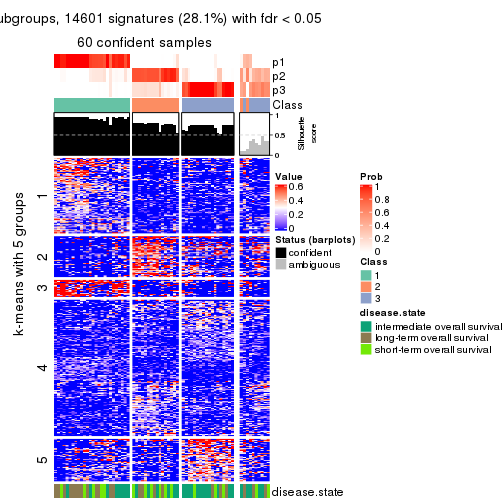 ubgroups, 14601 signatures (28.1%) with fdr < 0.05
60 confident samples
p1
p2
p3
Class
1
0.5
0
Silhouette
score
k-means with 5 groups
1
2
3
4
5
disease.state
Value
0.6
0.4
0.2
0
Status (barplots)
confident
ambiguous
Prob
1
0.8
0.6
0.4
0.2
0
Class
1
2
3
disease.state
intermediate overall survival
long-term overall survival
short-term overall survival